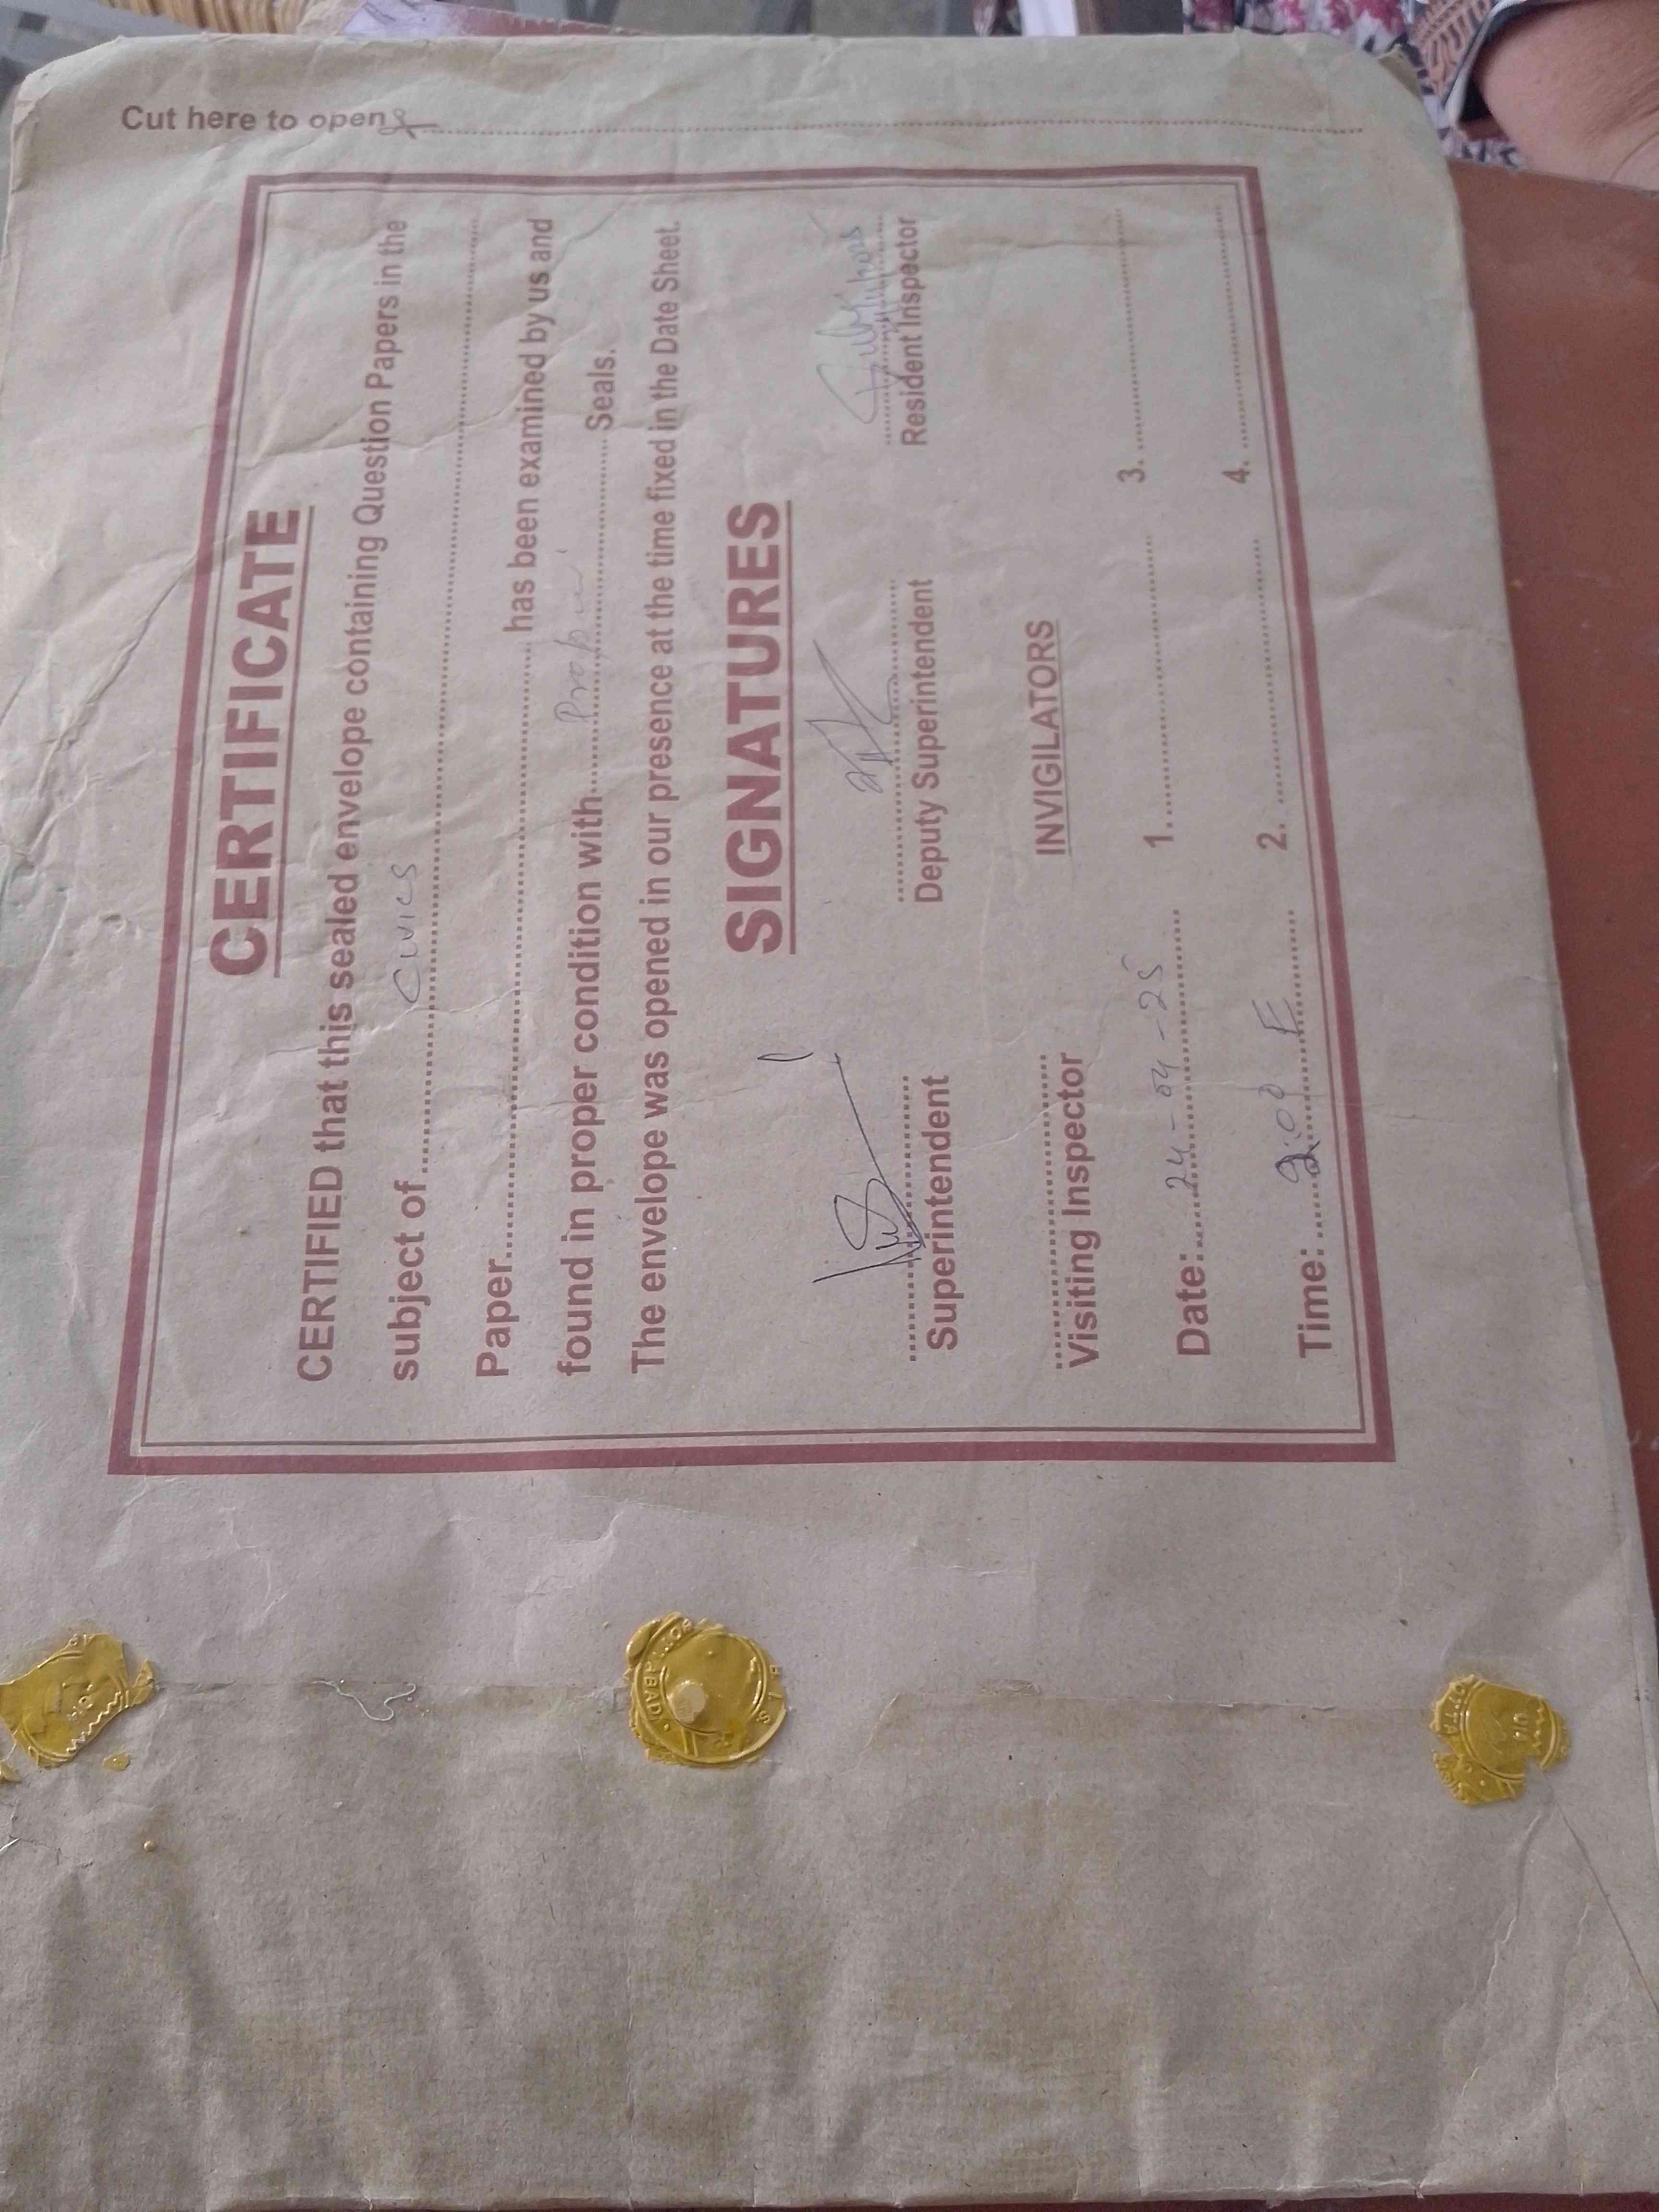 Cut here to open
CERTIFICATE
CERTIFIED that this sealed envelope containing Question Papers in the
subject of Civics
Paper has been examined by us and
found in proper condition with Proper Seals.
The envelope was opened in our presence at the time fixed in the Date Sheet.
SIGNATURES
Superintendent Deputy Superintendent Resident Inspector
Visiting Inspector INVIGILATORS
Date: 24-04-25 1. 3.
Time: 2:00 E 2. 4.